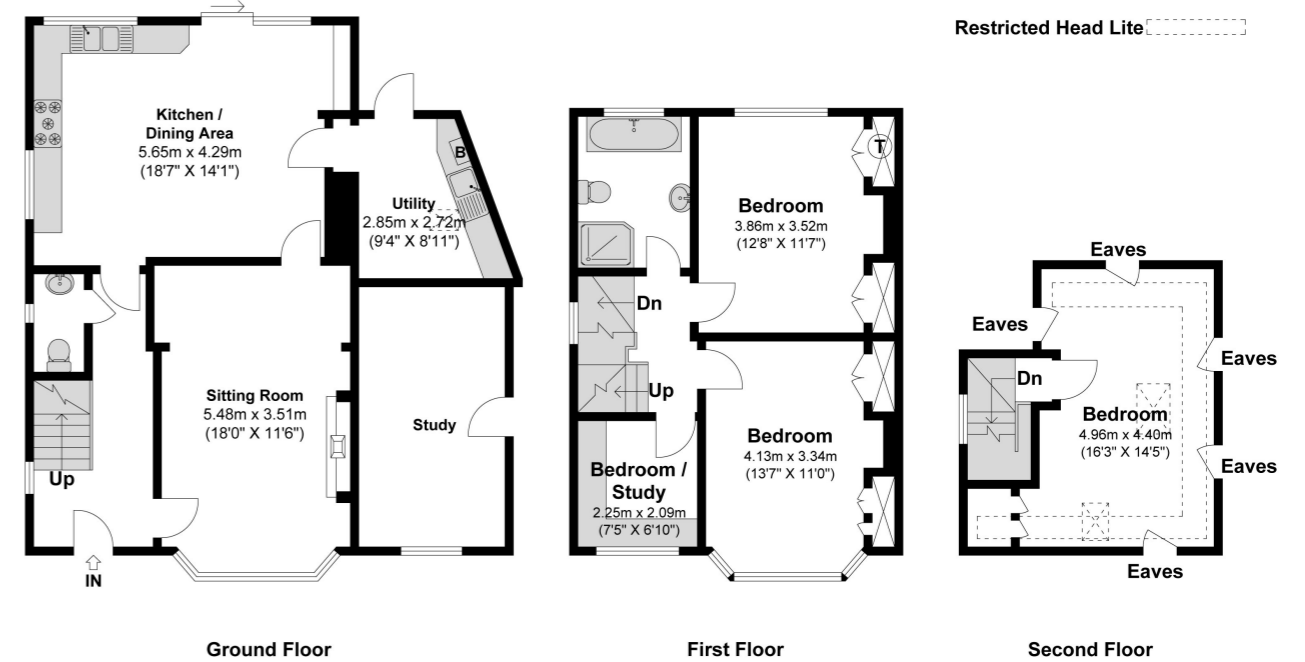 Restricted Head Lite
Kitchen /
Dining Area
5.65m x 4.29m
(18'7" X 14'1")
B
Utility
2.85m x 2.72m
(9'4" X 8'11")
Sitting Room
5.48m x 3.51m
(18'0" X 11'6")
Study
Up
IN
Ground Floor
T
Bedroom
3.86m x 3.52m
(12'8" X 11'7")
Dn
Up
Bedroom
4.13m x 3.34m
(13'7" X 11'0")
Bedroom /
Study
2.25m x 2.09m
(7'5" X 6'10")
First Floor
Eaves
Eaves
Eaves
Dn
Bedroom
4.96m x 4.40m
(16'3" X 14'5")
Eaves
Eaves
Second Floor